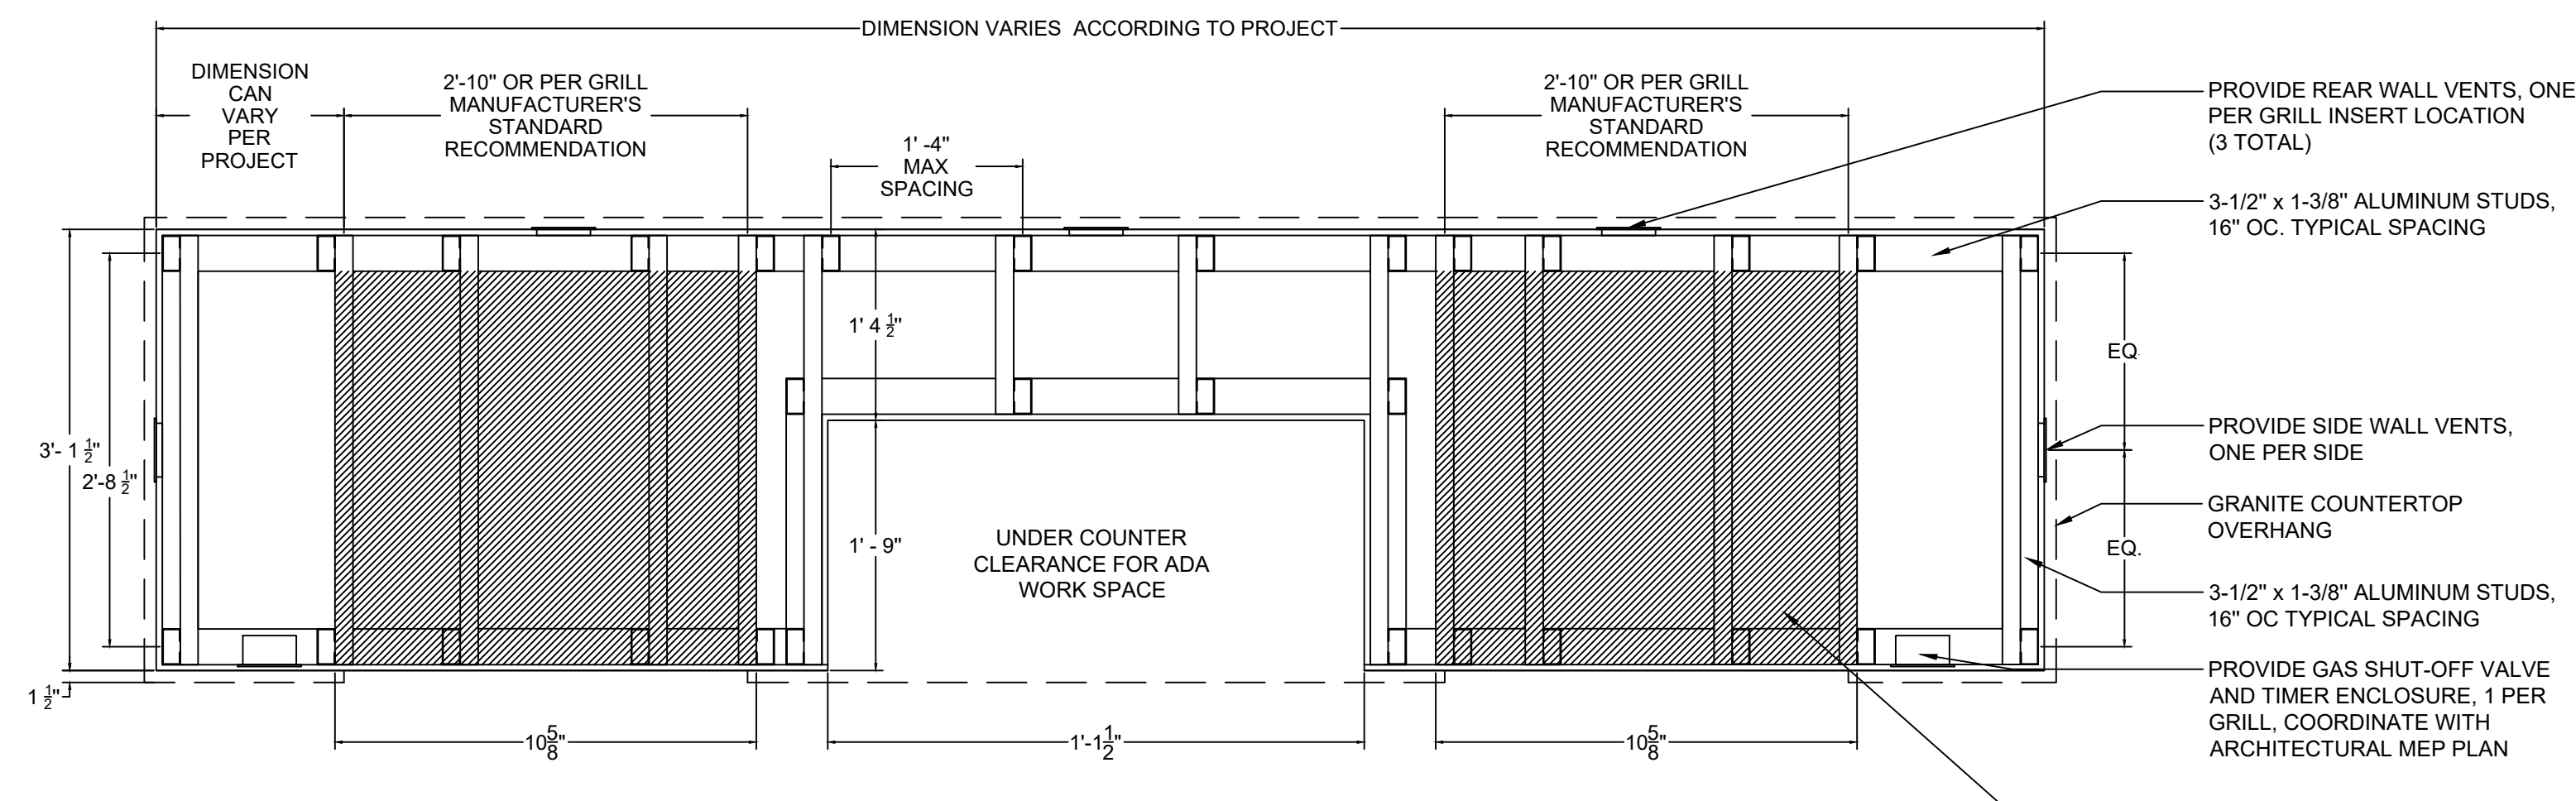 DIMENSION VARIES ACCORDING TO PROJECT
DIMENSION
CAN
VARY
PER
PROJECT
2'-10" OR PER GRILL
MANUFACTURER'S
STANDARD
RECOMMENDATION
1' -4"
MAX
SPACING
2'-10" OR PER GRILL
MANUFACTURER'S
STANDARD
RECOMMENDATION
PROVIDE REAR WALL VENTS, ONE
PER GRILL INSERT LOCATION
(3 TOTAL)
3-1/2" x 1-3/8" ALUMINUM STUDS,
16" OC. TYPICAL SPACING
1' 4 1/2"
EQ.
3'- 1 1/2"
2'-8 1/2"
PROVIDE SIDE WALL VENTS,
ONE PER SIDE
GRANITE COUNTERTOP
OVERHANG
1' - 9"
UNDER COUNTER
CLEARANCE FOR ADA
WORK SPACE
EQ.
3-1/2" x 1-3/8" ALUMINUM STUDS,
16" OC TYPICAL SPACING
PROVIDE GAS SHUT-OFF VALVE
AND TIMER ENCLOSURE, 1 PER
GRILL, COORDINATE WITH
ARCHITECTURAL MEP PLAN
1 1/2"
10 5/8"
1'-1 1/2"
10 5/8"